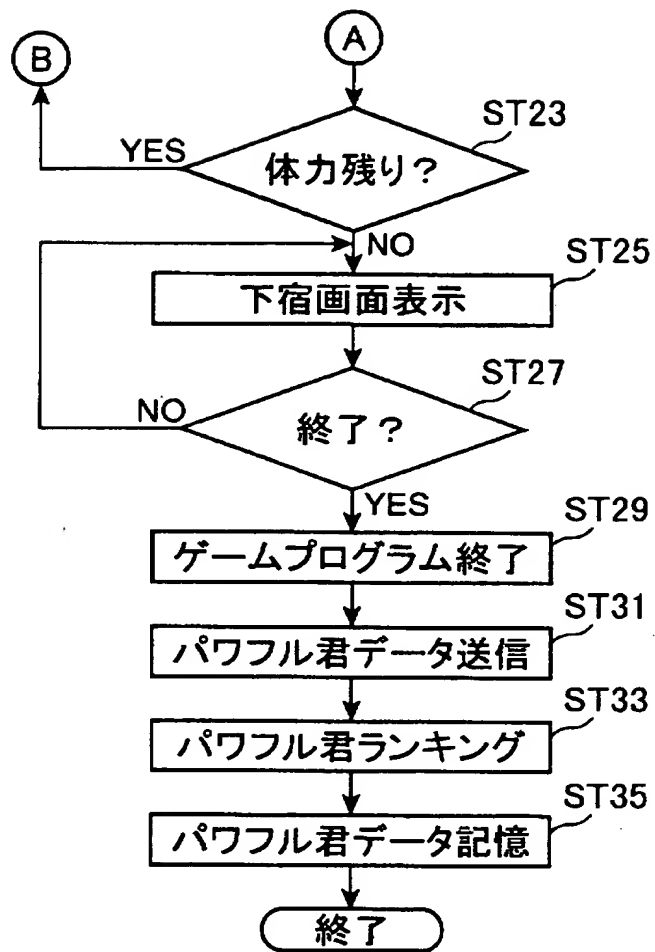 B
A
ST23
YES
体力残り?
NO
ST25
下宿画面表示
ST27
NO
終了?
YES
ST29
ゲームプログラム終了
ST31
パワフル君データ送信
ST33
パワフル君ランキング
ST35
パワフル君データ記憶
終了